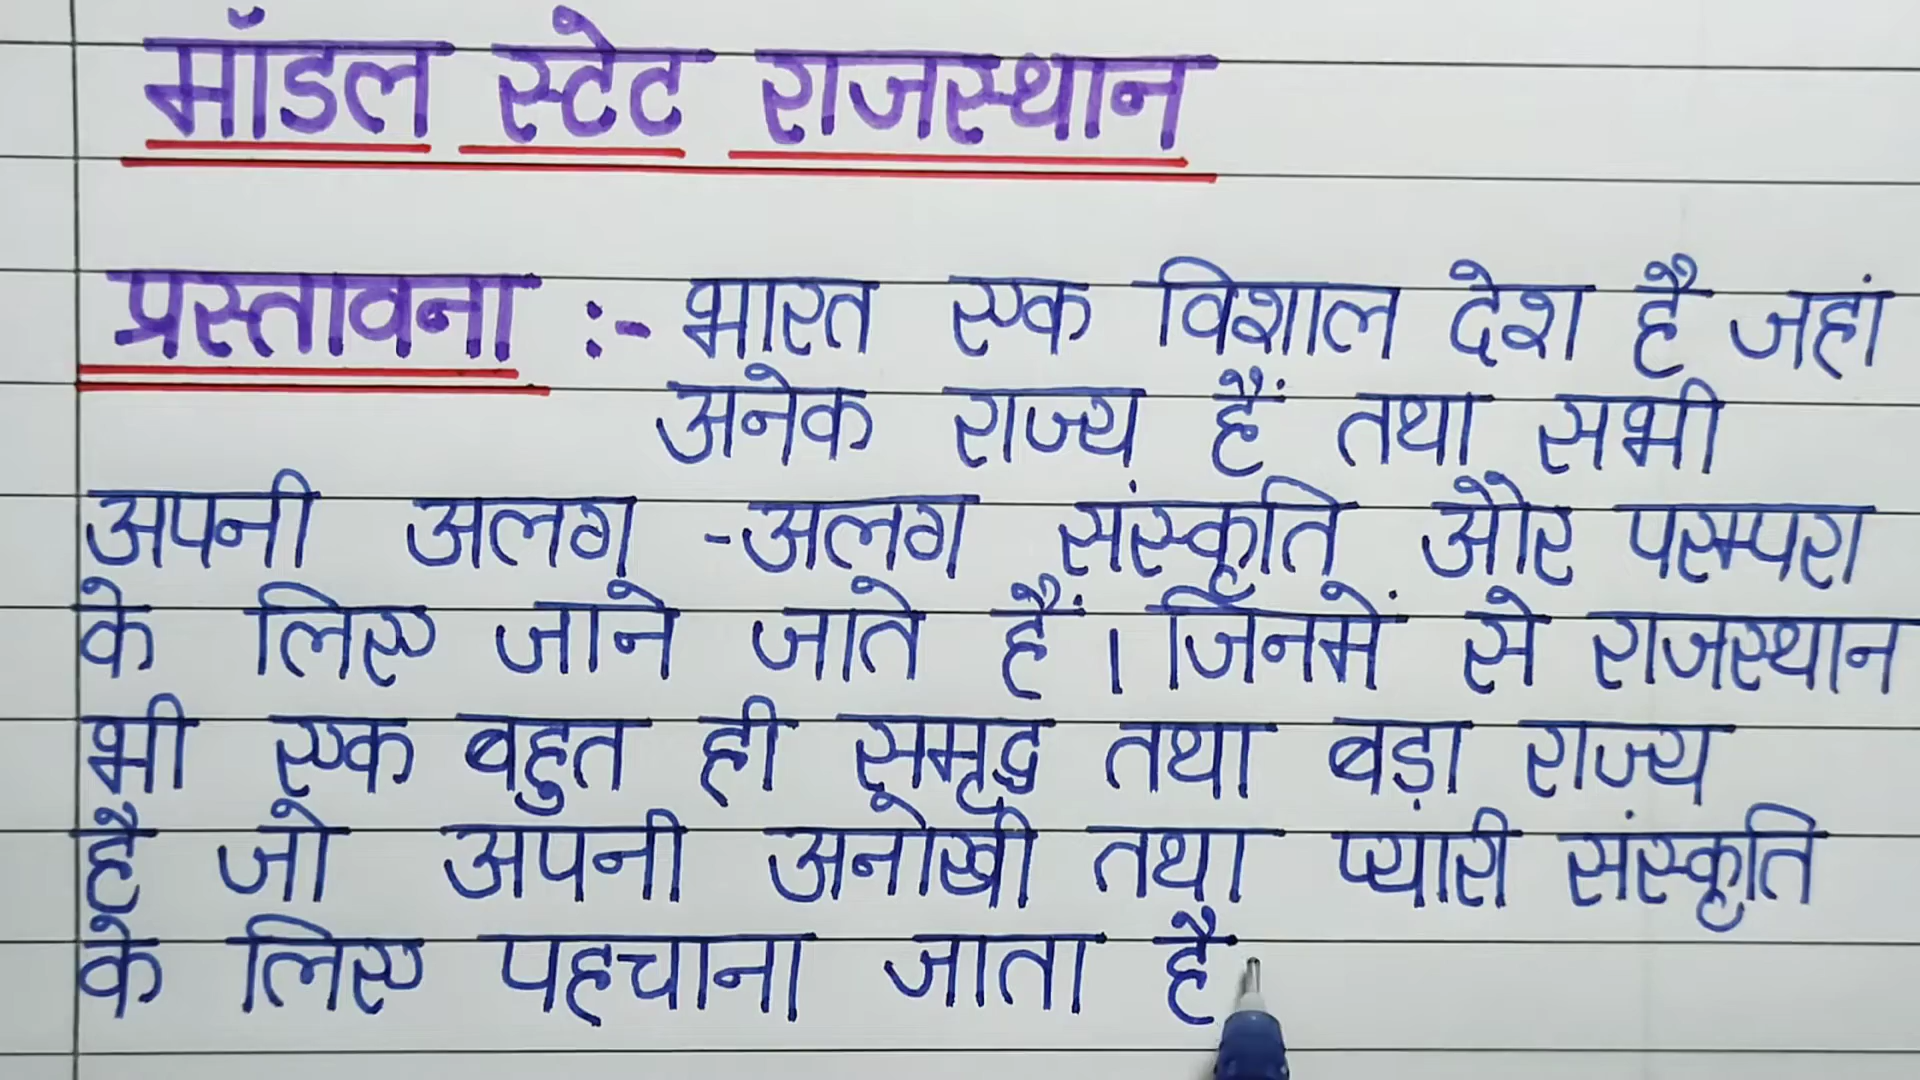 मॉडल स्टेट राजस्थान
प्रस्तावना :- भारत एक विशाल देश है जहां
अनेक राज्य हैं तथा सभी
अपनी अलग -अलग संस्कृति और परम्परा
के लिए जाने जाते हैं। जिनमें से राजस्थान
भी एक बहुत ही समृद्ध तथा बड़ा राज्य
है जो अपनी अनोखी तथा प्यारी संस्कृति
के लिए पहचाना जाता है